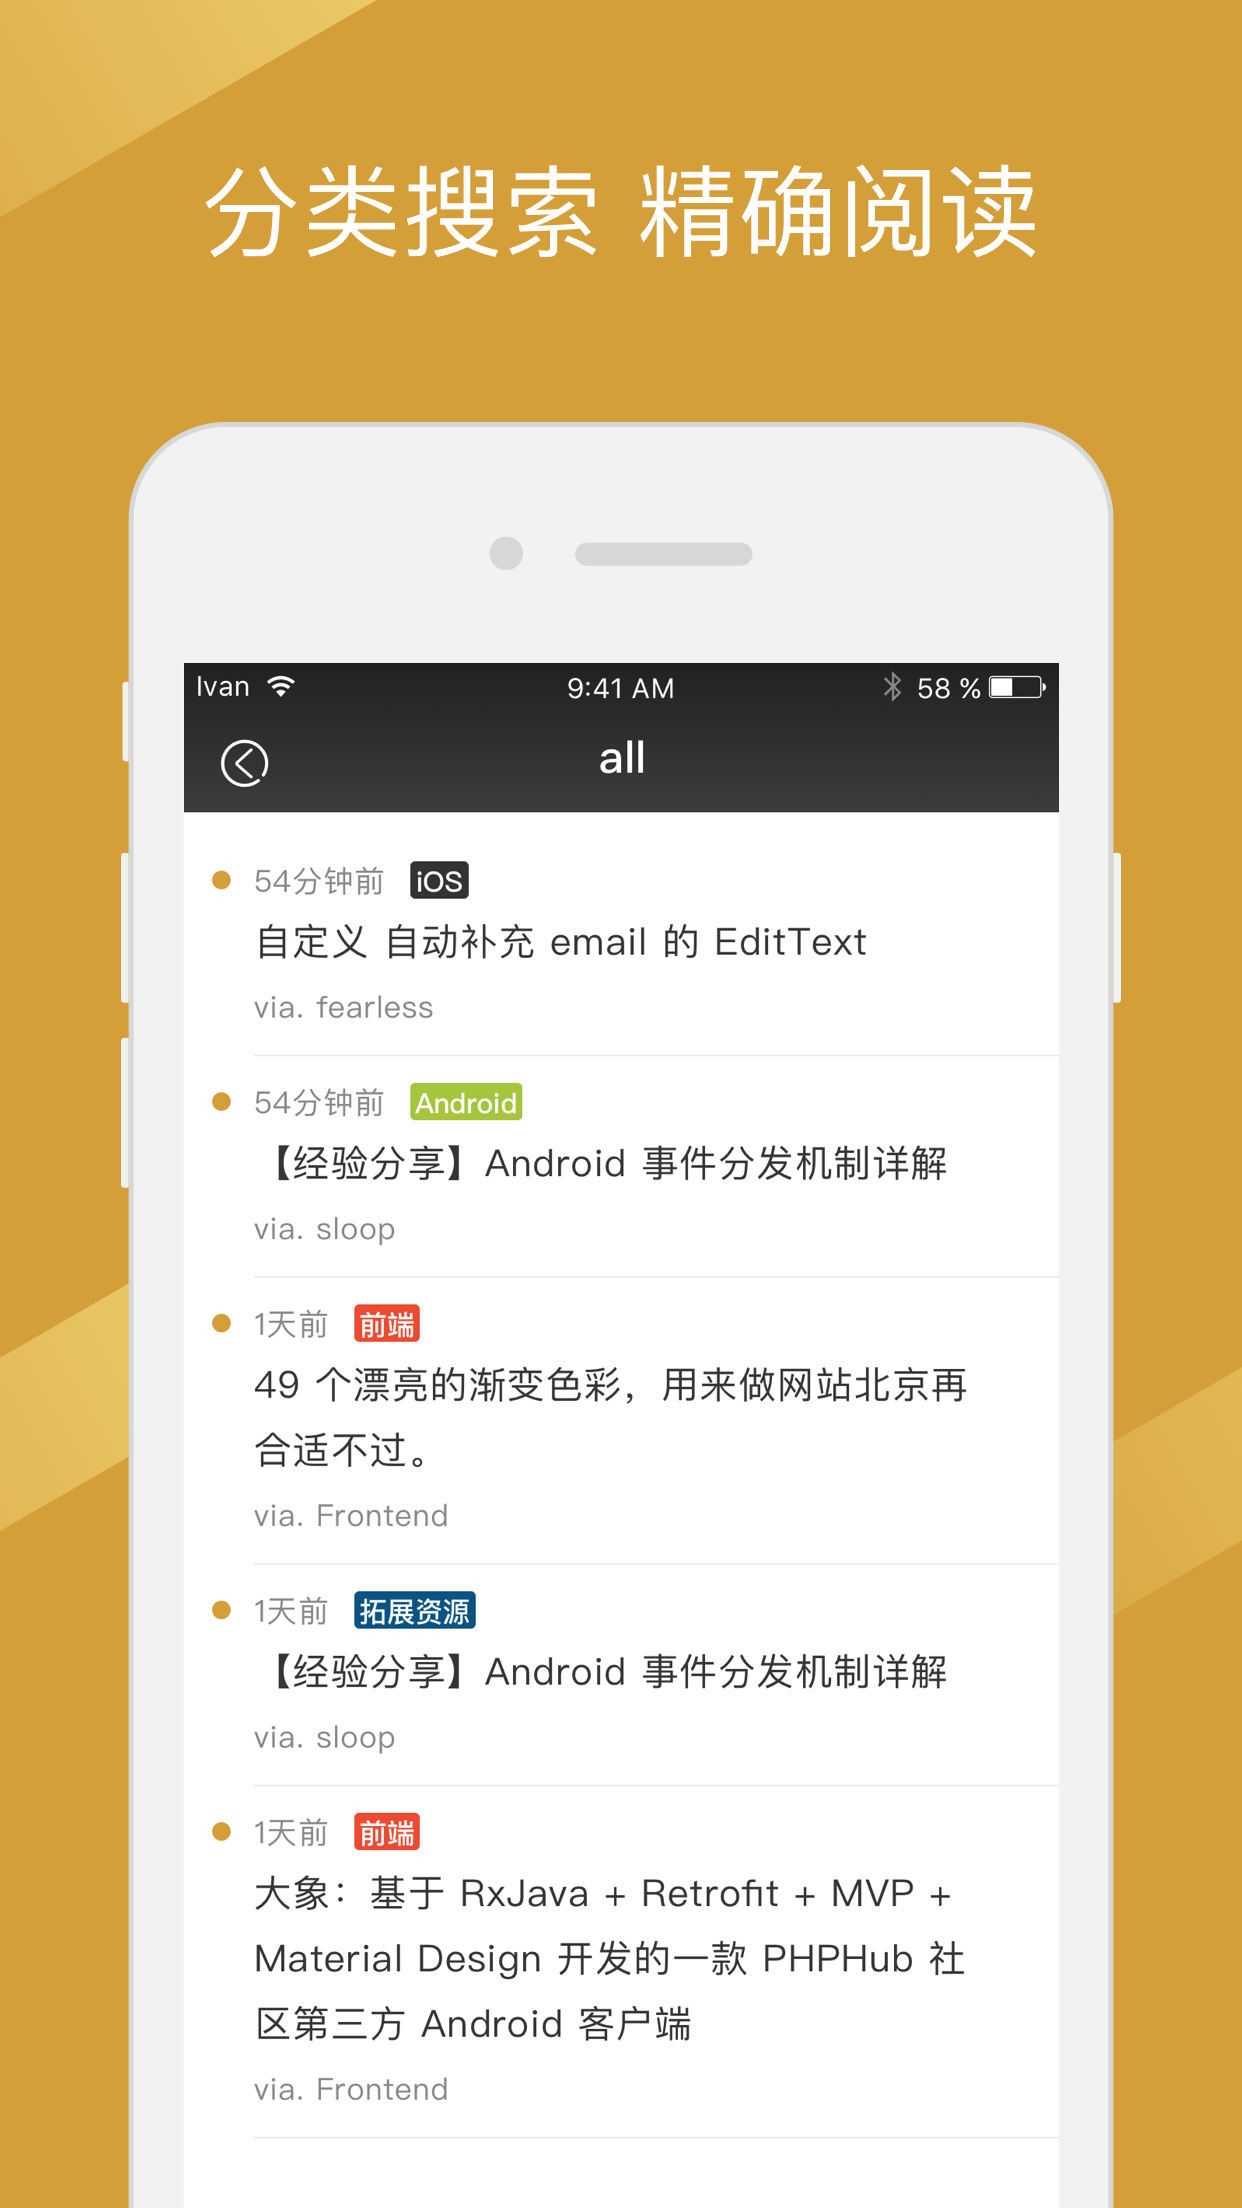 分类搜索 精确阅读
Ivan 9:41 AM 58 %
all
54分钟前 iOS
自定义 自动补充 email 的 EditText
via. fearless
54分钟前 Android
【经验分享】Android 事件分发机制详解
via. sloop
1天前 前端
49 个漂亮的渐变色彩，用来做网站北京再
合适不过。
via. Frontend
1天前 拓展资源
【经验分享】Android 事件分发机制详解
via. sloop
1天前 前端
大象：基于 RxJava + Retrofit + MVP +
Material Design 开发的一款 PHPHub 社
区第三方 Android 客户端
via. Frontend